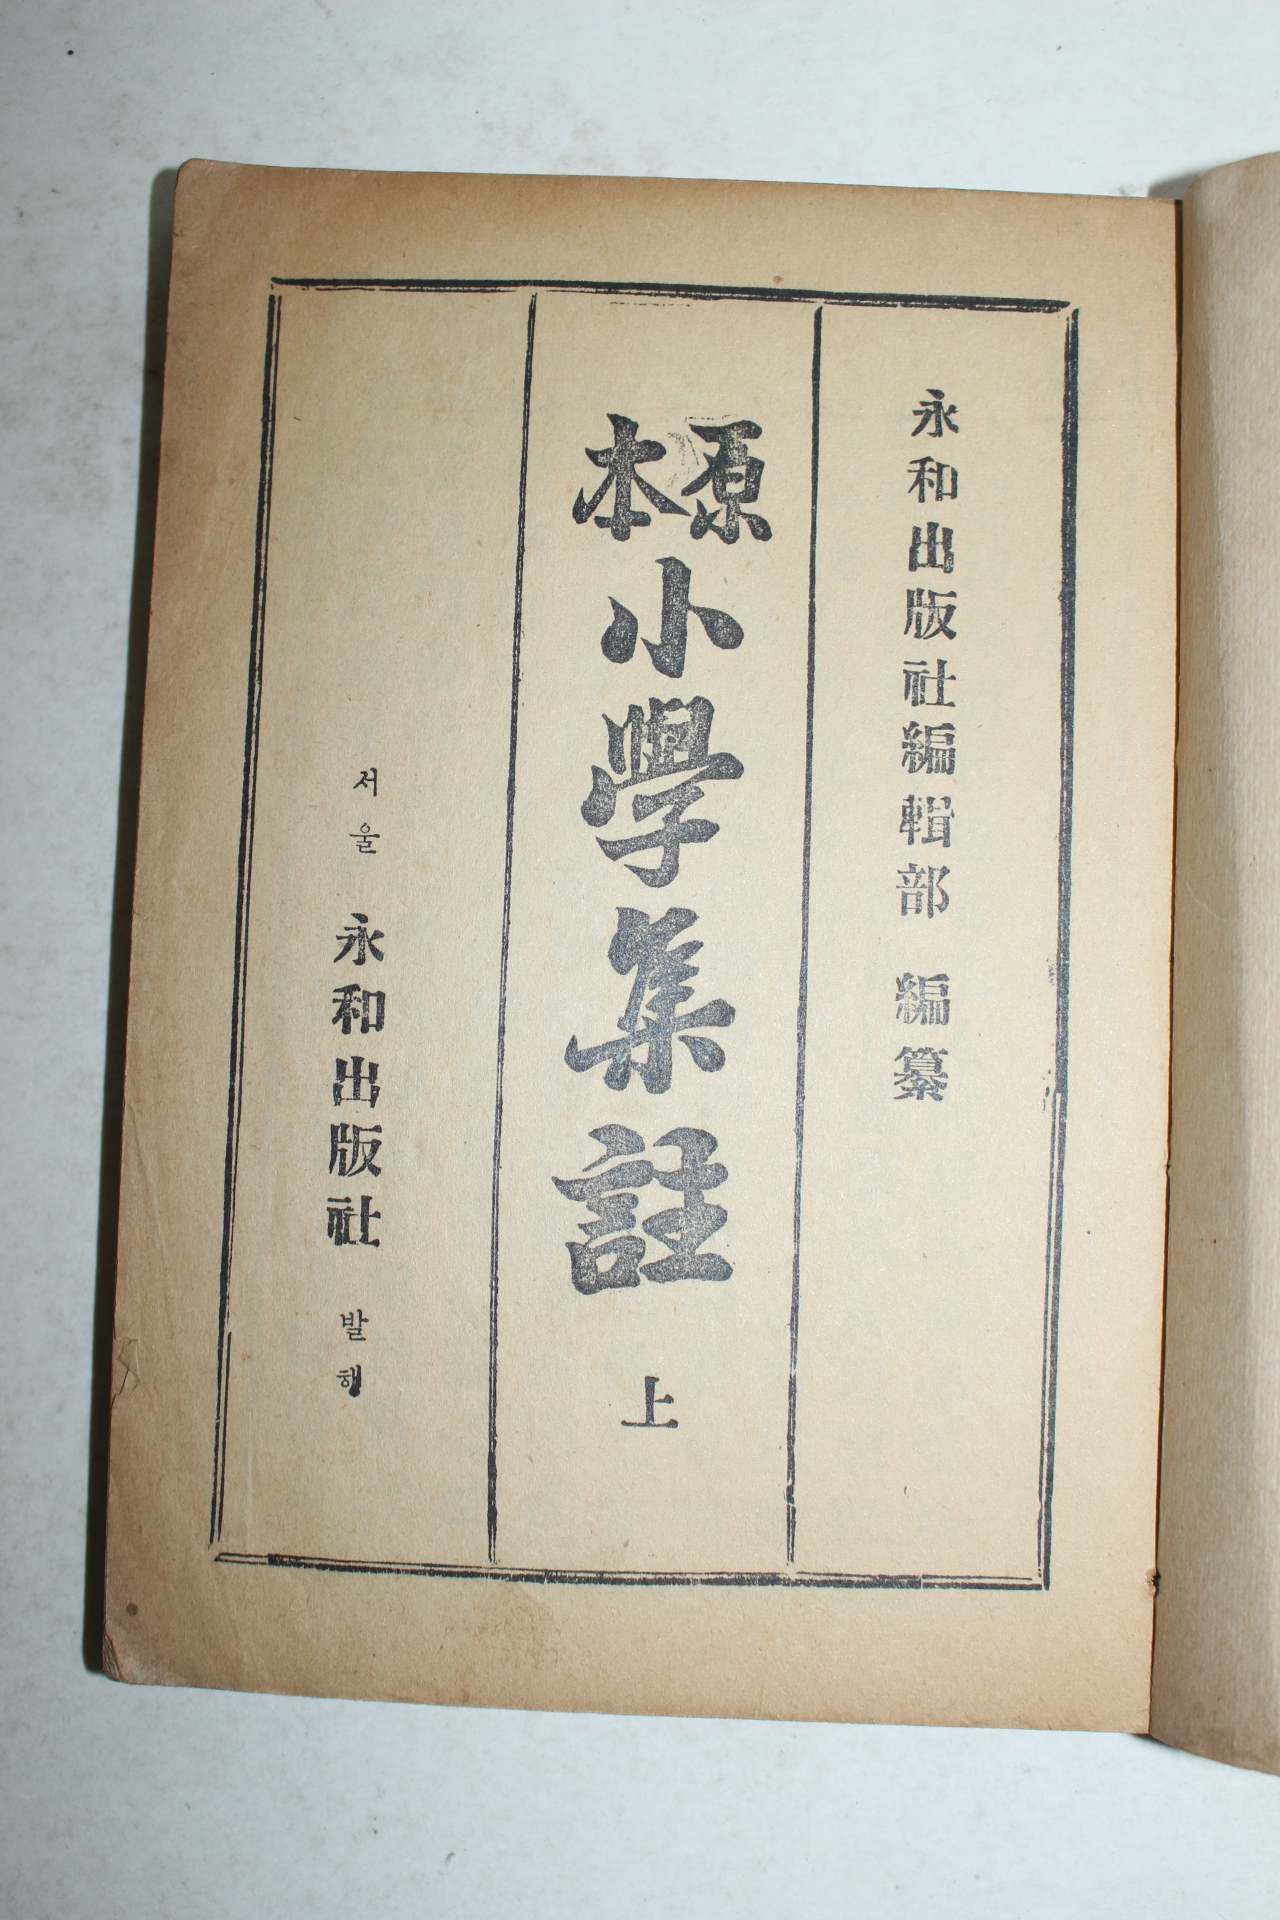 永和出版社編輯部 編纂
原本 小學集註 上
서울 永和出版社 발행